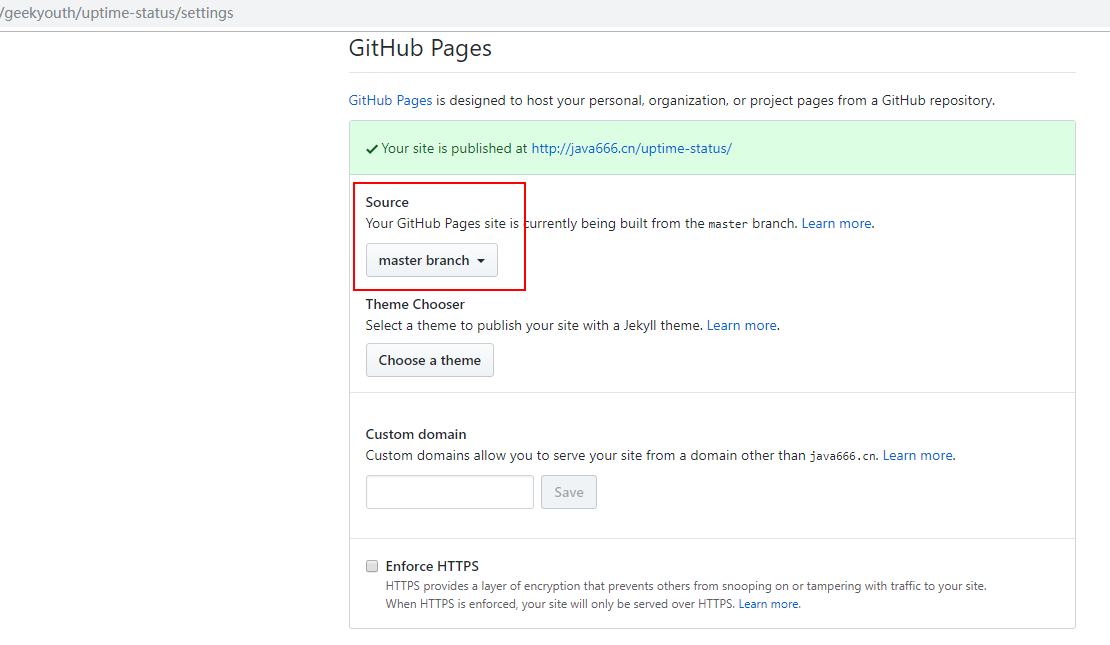 /geekyouth/uptime-status/settings
GitHub Pages
GitHub Pages is designed to host your personal, organization, or project pages from a GitHub repository.
Your site is published at http://java666.cn/uptime-status/
Source
Your GitHub Pages site is currently being built from the master branch. Learn more.
master branch
Theme Chooser
Select a theme to publish your site with a Jekyll theme. Learn more.
Choose a theme
Custom domain
Custom domains allow you to serve your site from a domain other than java666.cn. Learn more.
Save
Enforce HTTPS
HTTPS provides a layer of encryption that prevents others from snooping on or tampering with traffic to your site.
When HTTPS is enforced, your site will only be served over HTTPS. Learn more.